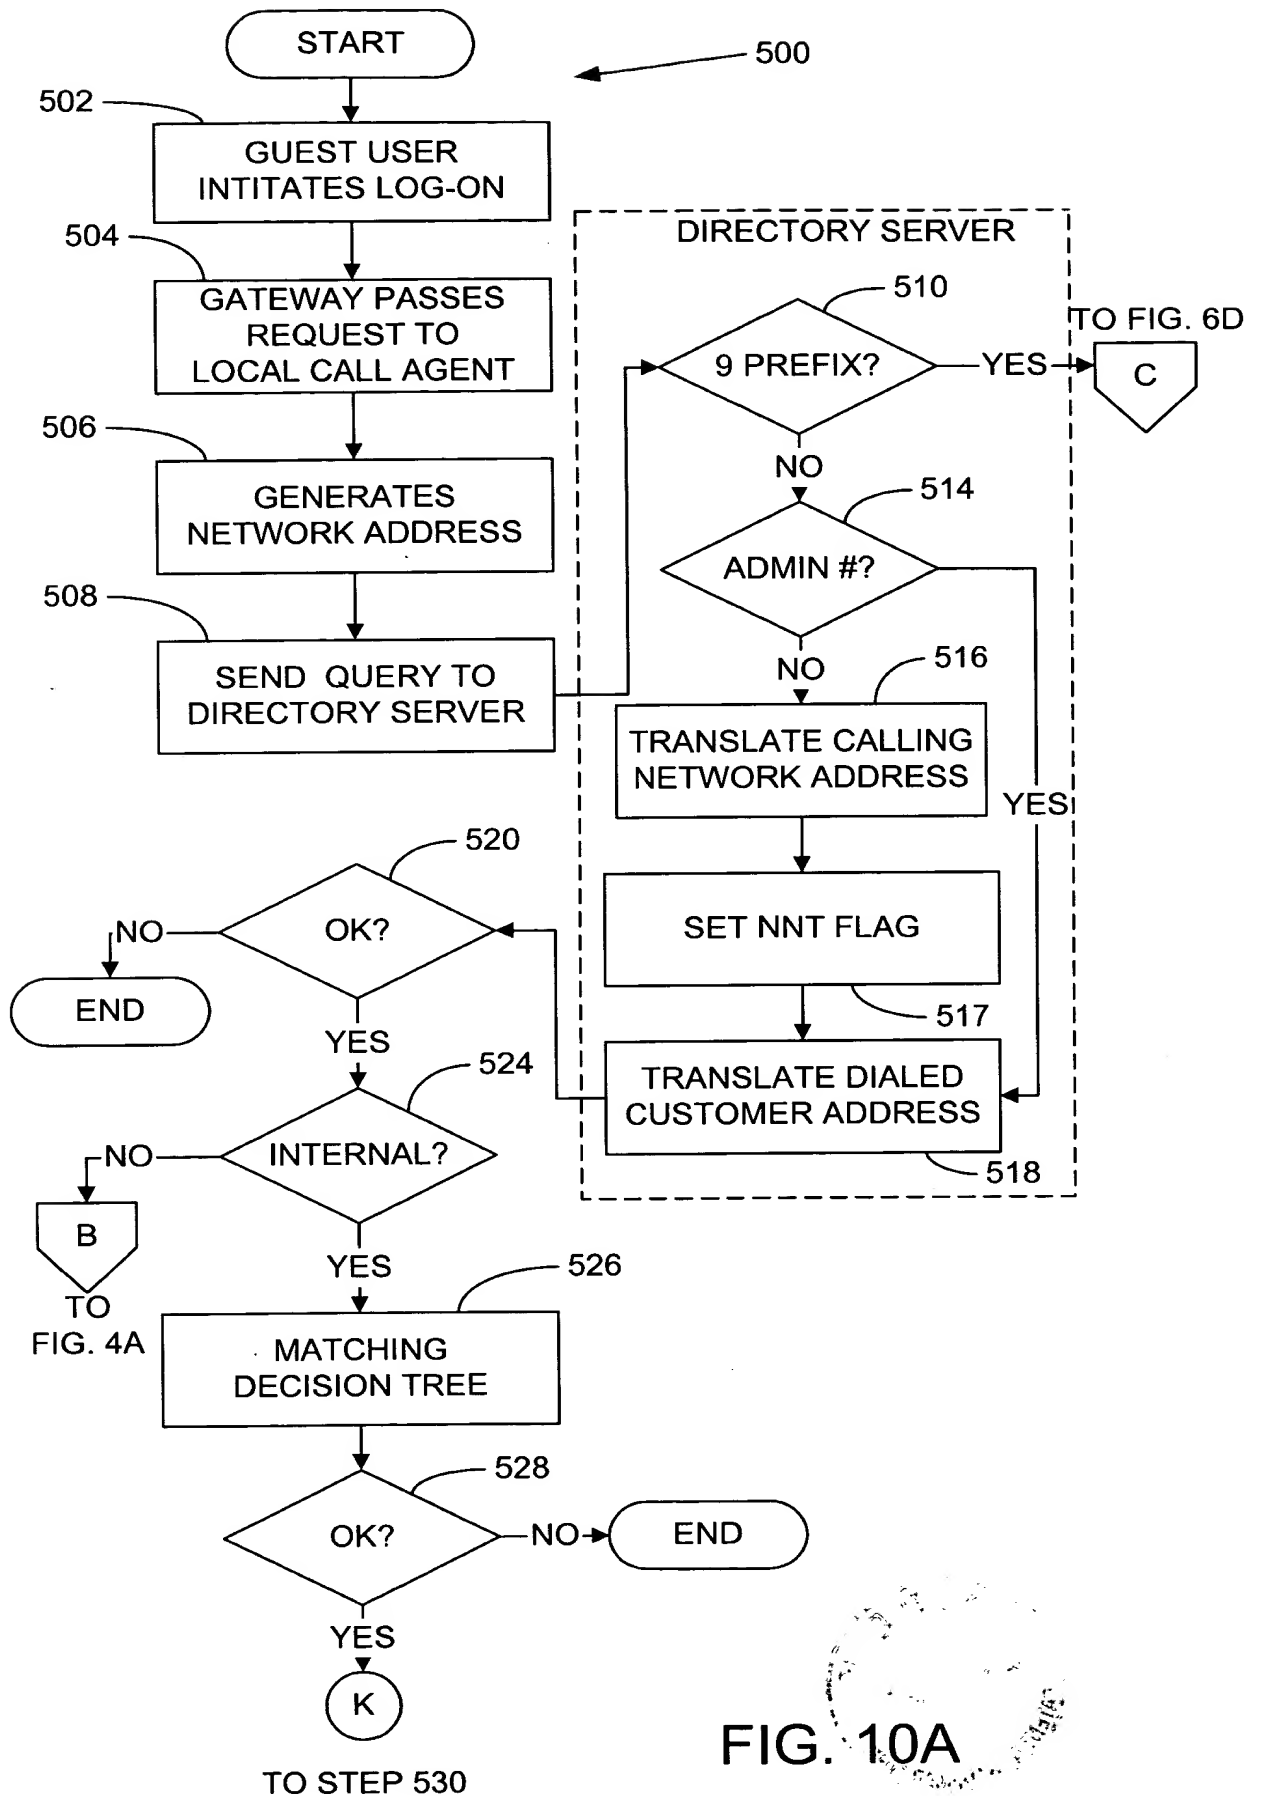 START
500
502
GUEST USER
INTITATES LOG-ON
504
GATEWAY PASSES
REQUEST TO
LOCAL CALL AGENT
506
GENERATES
NETWORK ADDRESS
508
SEND QUERY TO
DIRECTORY SERVER
DIRECTORY SERVER
510
9 PREFIX?
YES
TO FIG. 6D
C
NO
514
ADMIN #?
YES
NO
516
TRANSLATE CALLING
NETWORK ADDRESS
SET NNT FLAG
517
TRANSLATE DIALED
CUSTOMER ADDRESS
518
520
OK?
NO
END
YES
524
INTERNAL?
NO
B
TO
FIG. 4A
YES
526
MATCHING
DECISION TREE
528
OK?
NO
END
YES
K
TO STEP 530
FIG. 10A